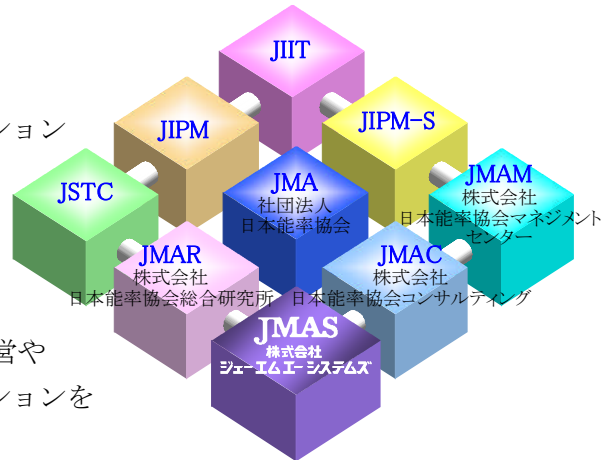 JIIT
JIPM
JIPM-S
ション
JSTC
JMA
社団法人
日本能率協会
JMAM
株式会社
日本能率協会マネジメント
センター
JMAR
株式会社
日本能率協会総合研究所
JMAC
株式会社
日本能率協会コンサルティング
JMAS
株式会社
ジェーエムエーシステムズ
営や
ションを